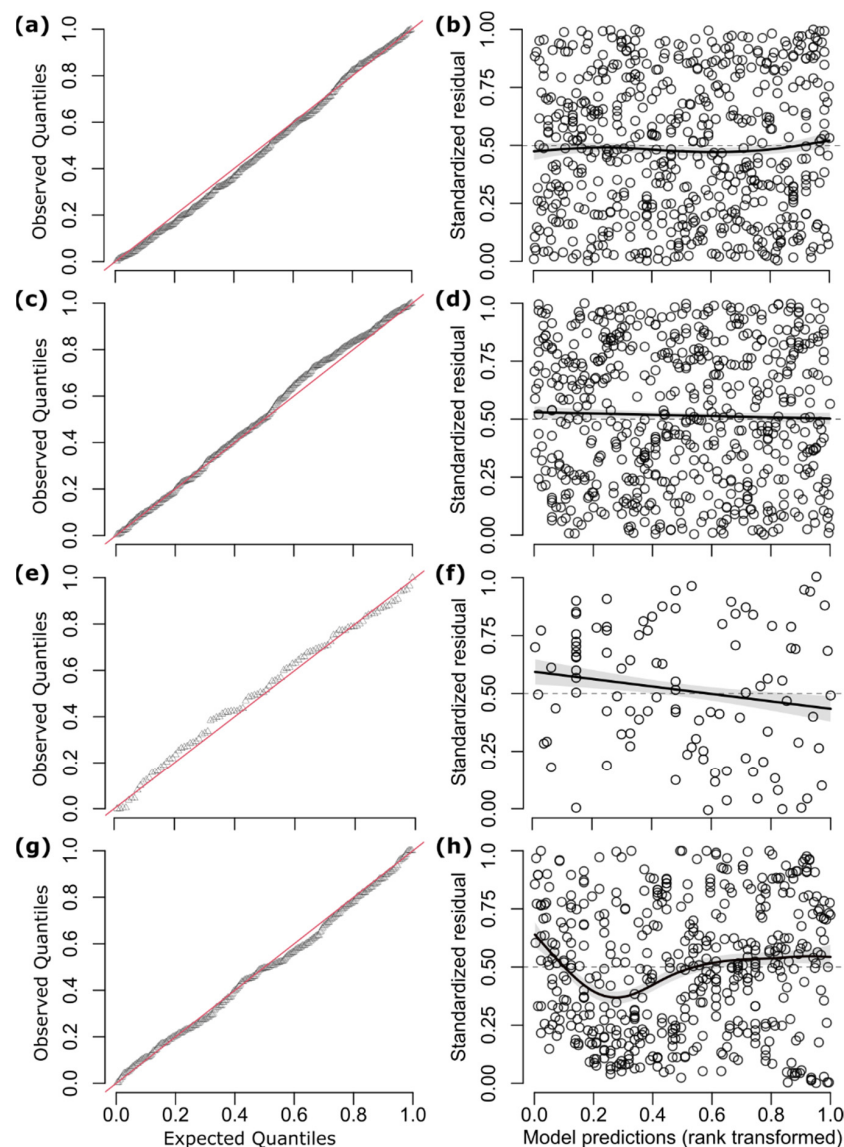 (a)
Observed Quantiles
0.0 0.2 0.4 0.6 0.8 1.0
(b)
Standardized residual
0.00 0.25 0.50 0.75 1.00
(c)
Observed Quantiles
0.0 0.2 0.4 0.6 0.8 1.0
(d)
Standardized residual
0.00 0.25 0.50 0.75 1.00
(e)
Observed Quantiles
0.0 0.2 0.4 0.6 0.8 1.0
(f)
Standardized residual
0.00 0.25 0.50 0.75 1.00
(g)
Observed Quantiles
0.0 0.2 0.4 0.6 0.8 1.0
0.0 0.2 0.4 0.6 0.8 1.0
Expected Quantiles
(h)
Standardized residual
0.00 0.25 0.50 0.75 1.00
0.0 0.2 0.4 0.6 0.8 1.0
Model predictions (rank transformed)